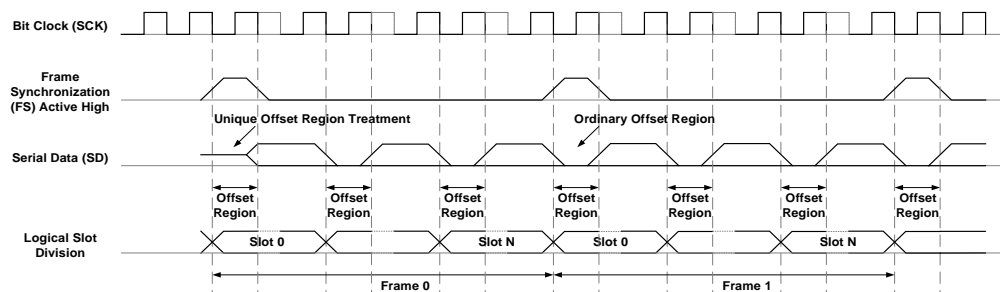 Bit Clock (SCK)
Frame
Synchronization
(FS) Active High
Unique Offset Region Treatment
Ordinary Offset Region
Serial Data (SD)
Offset
Region
Offset
Region
Offset
Region
Offset
Region
Offset
Region
Offset
Region
Offset
Region
Logical Slot
Division
Slot 0
Slot N
Slot 0
Slot N
Frame 0
Frame 1